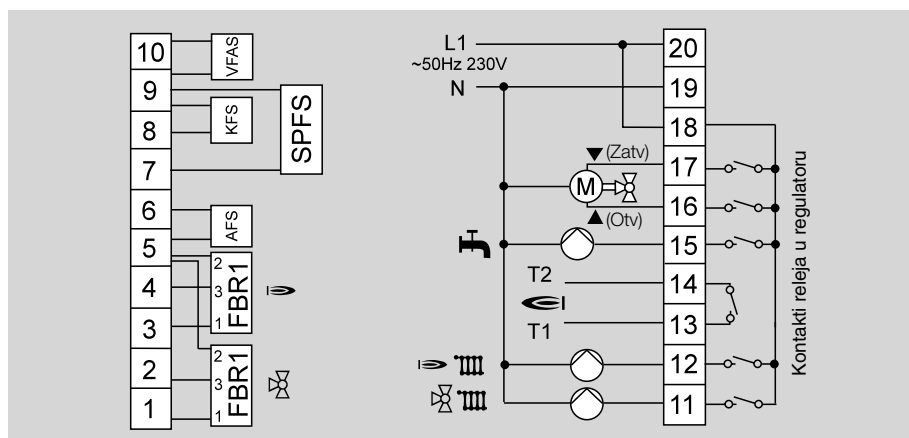 10
9
8
7
6
5
4
3
2
1
VFAS
KFS
SPFS
AFS
2
3
1
FBR1
2
3
1
FBR1
L1
~50Hz 230V
N
(Zatv)
M
(Otv)
T2
T1
20
19
18
17
16
15
14
13
12
11
Kontakti releja u regulatoru